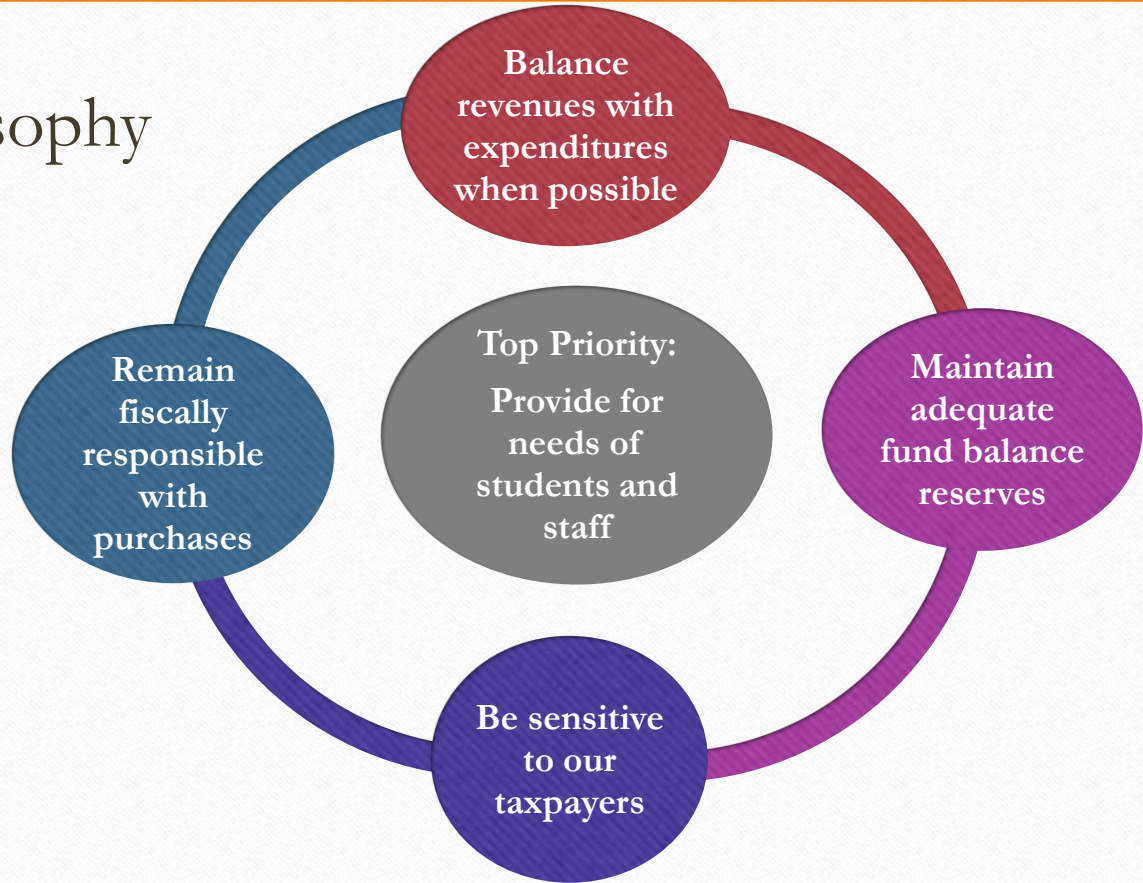 sophy
Balance
revenues with
expenditures
when possible
Top Priority:
Provide for
needs of
students and
staff
Remain
fiscally
responsible
with
purchases
Maintain
adequate
fund balance
reserves
Be sensitive
to our
taxpayers